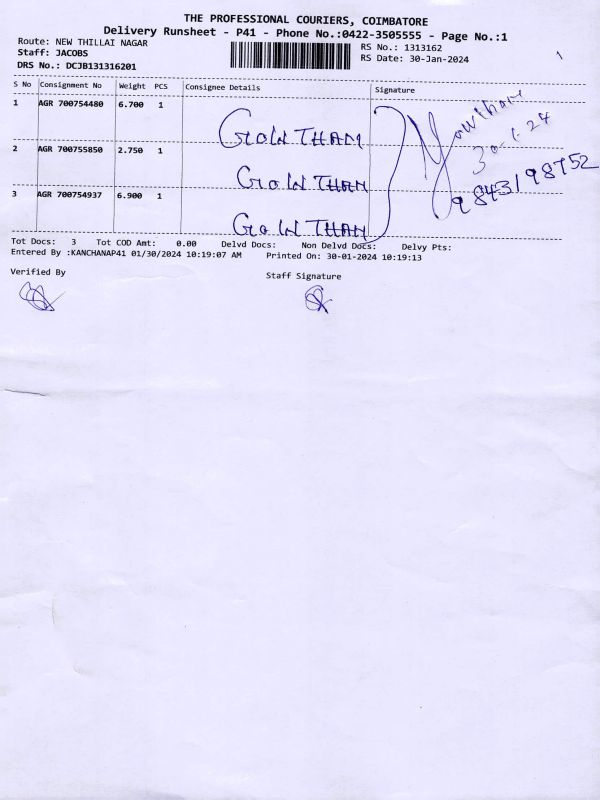 THE PROFESSIONAL COURIERS, COIMBATORE
Delivery Runsheet - P41 - Phone No.:0422-3505555 - Page No.:1
Route: NEW THILLAI NAGAR
Staff: JACOBS
DRS No.: DCJB131316201
RS No.: 1313162
RS Date: 30-Jan-2024
S No Consignment No Weight PCS Consignee Details Signature
1 AGR 700754480 6.700 1
2 AGR 700755850 2.750 1
3 AGR 700754937 6.900 1
30-1-24
Tot Docs: 3 Tot COD Amt: 0.00 Delvd Docs: Non Delvd Docs: Delvy Pts:
Entered By :KANCHANAP41 01/30/2024 10:19:07 AM Printed On: 30-01-2024 10:19:13
Verified By
Staff Signature